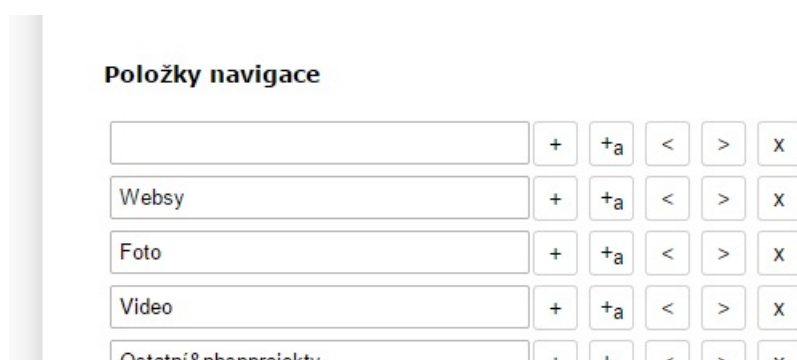 Položky navigace
+ +a < > x
Websy + +a < > x
Foto + +a < > x
Video + +a < > x